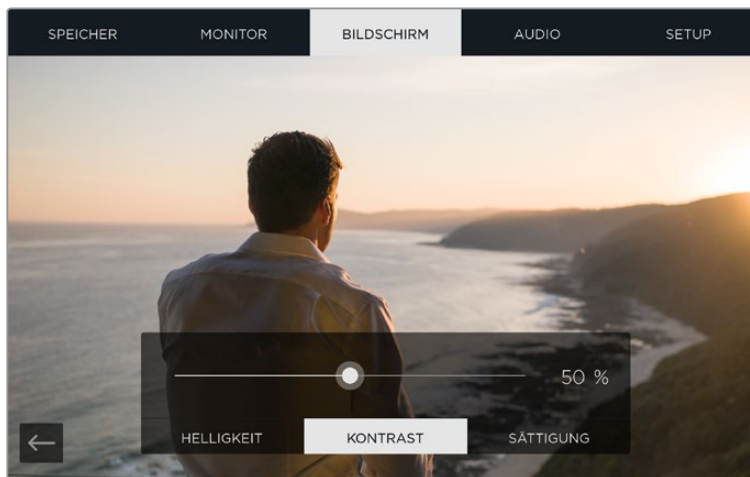 SPEICHER MONITOR BILDSCHIRM AUDIO SETUP
50 %
HELLIGKEIT KONTRAST SÄTTIGUNG